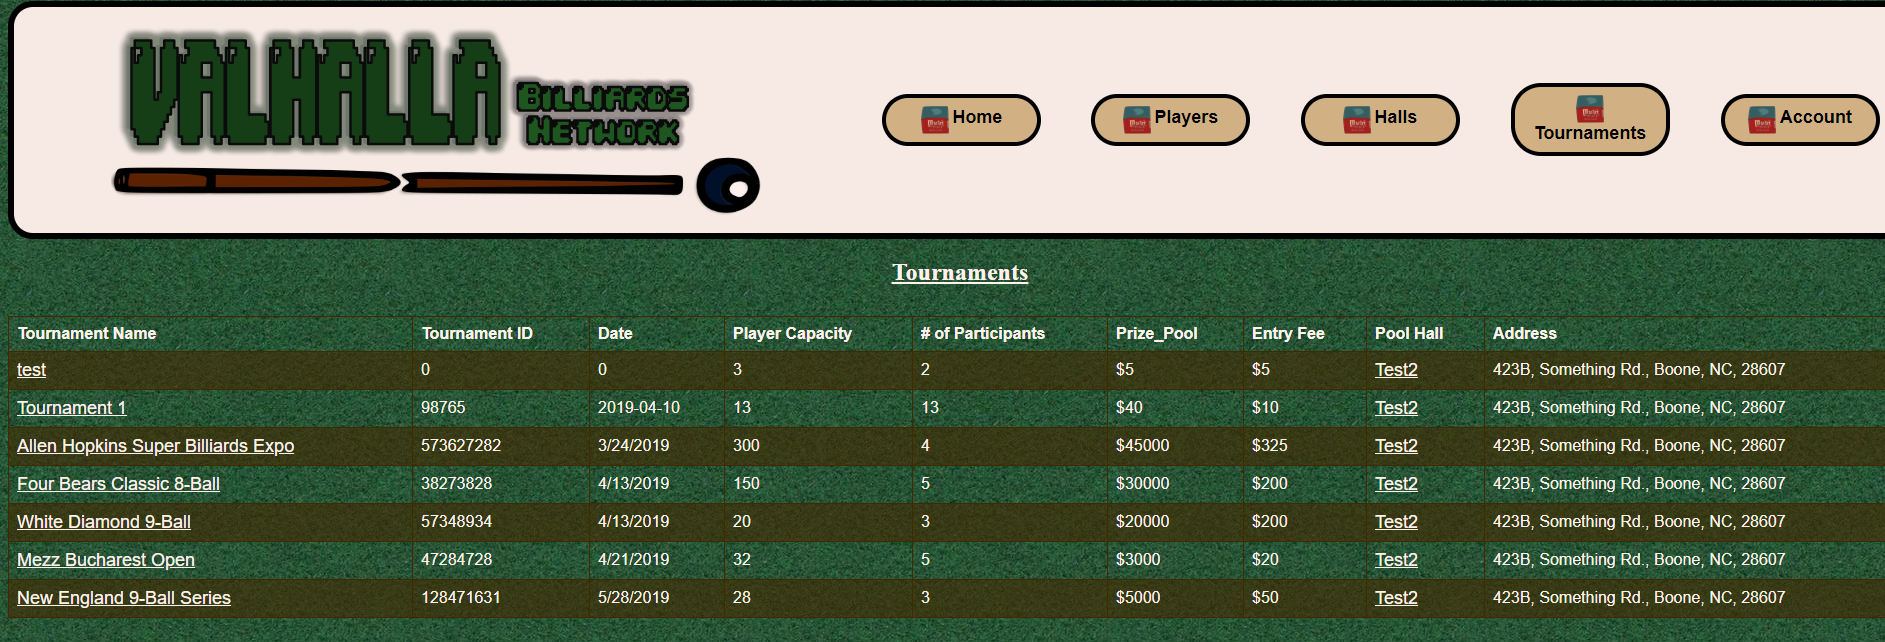 VALHALLA BILLIARDS
NETWORK
Home Players Halls Tournaments Account
Tournaments
Tournament Name Tournament ID Date Player Capacity # of Participants Prize_Pool Entry Fee Pool Hall Address
test 0 0 3 2 $5 $5 Test2 423B, Something Rd., Boone, NC, 28607
Tournament 1 98765 2019-04-10 13 13 $40 $10 Test2 423B, Something Rd., Boone, NC, 28607
Allen Hopkins Super Billiards Expo 573627282 3/24/2019 300 4 $45000 $325 Test2 423B, Something Rd., Boone, NC, 28607
Four Bears Classic 8-Ball 38273828 4/13/2019 150 5 $30000 $200 Test2 423B, Something Rd., Boone, NC, 28607
White Diamond 9-Ball 57348934 4/13/2019 20 3 $20000 $200 Test2 423B, Something Rd., Boone, NC, 28607
Mezz Bucharest Open 47284728 4/21/2019 32 5 $3000 $20 Test2 423B, Something Rd., Boone, NC, 28607
New England 9-Ball Series 128471631 5/28/2019 28 3 $5000 $50 Test2 423B, Something Rd., Boone, NC, 28607